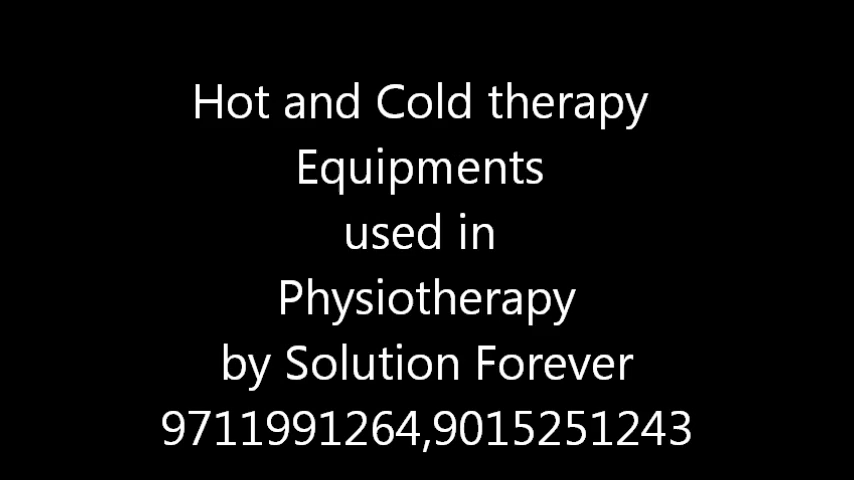 Hot and Cold therapy
Equipments
used in
Physiotherapy
by Solution Forever
9711991264,9015251243